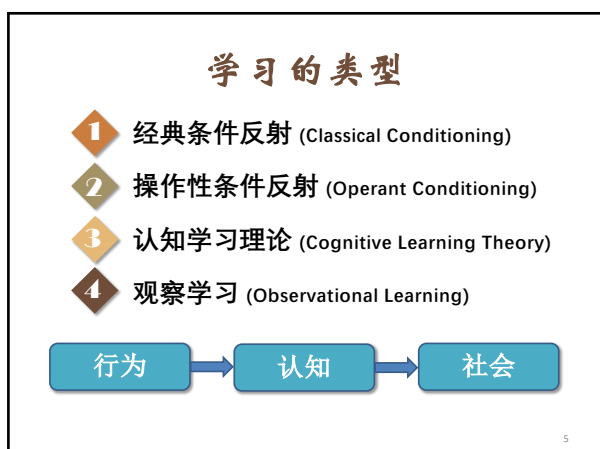 学习的类型
1 经典条件反射 (Classical Conditioning)
2 操作性条件反射 (Operant Conditioning)
3 认知学习理论 (Cognitive Learning Theory)
4 观察学习 (Observational Learning)
行为 认知 社会
5